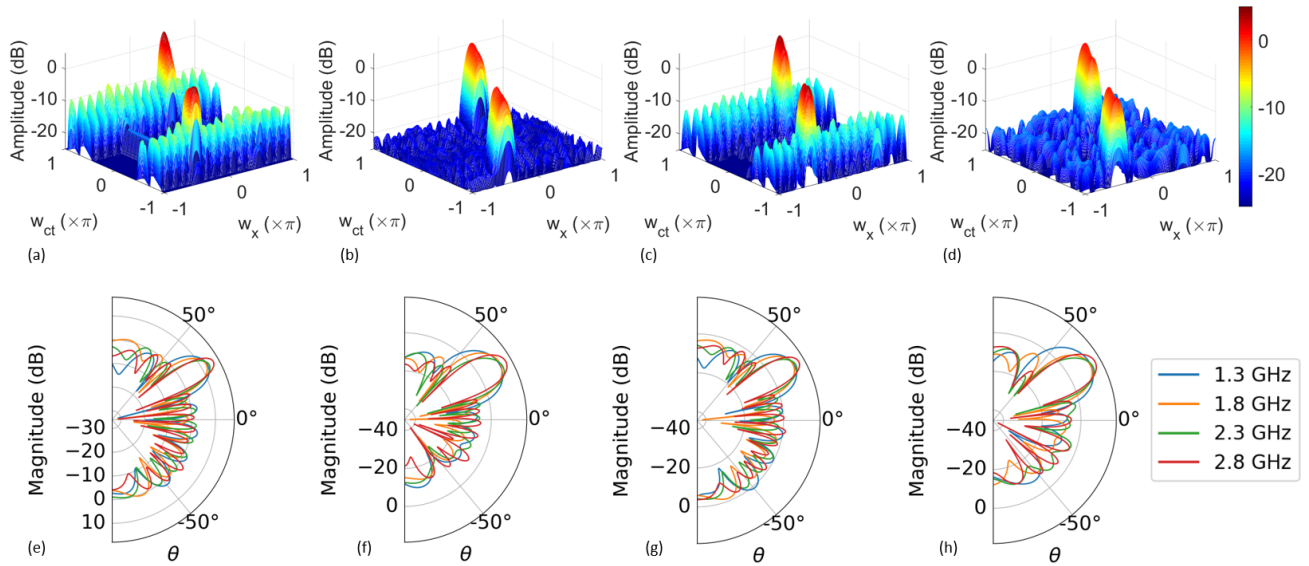 Amplitude (dB)
0
-10
-20
1
0
-1
w_ct (×π)
-1
0
1
w_x (×π)
(a)
Amplitude (dB)
0
-10
-20
1
0
-1
w_ct (×π)
-1
0
1
w_x (×π)
(b)
Amplitude (dB)
0
-10
-20
1
0
-1
w_ct (×π)
-1
0
1
w_x (×π)
(c)
Amplitude (dB)
0
-10
-20
1
0
-1
w_ct (×π)
-1
0
1
w_x (×π)
(d)
0
-10
-20
Magnitude (dB)
50°
0°
-50°
−30
−20
−10
0
10
θ
(e)
Magnitude (dB)
50°
0°
-50°
−40
−20
0
θ
(f)
Magnitude (dB)
50°
0°
-50°
−40
−20
0
θ
(g)
Magnitude (dB)
50°
0°
-50°
−40
−20
0
θ
(h)
1.3 GHz
1.8 GHz
2.3 GHz
2.8 GHz